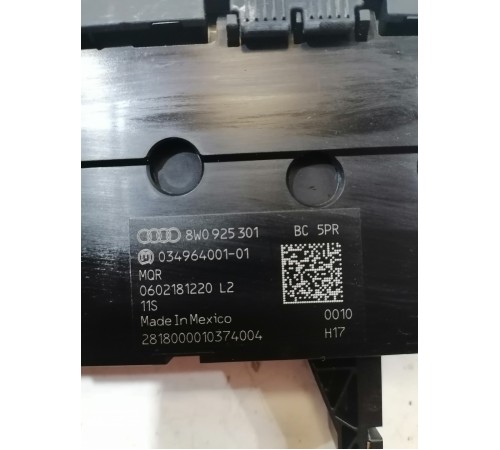 8W0 925 301 BC 5PR
034964001-01
MQR
0602181220 L2
11S
Made In Mexico 0010
2818000010374004 H17